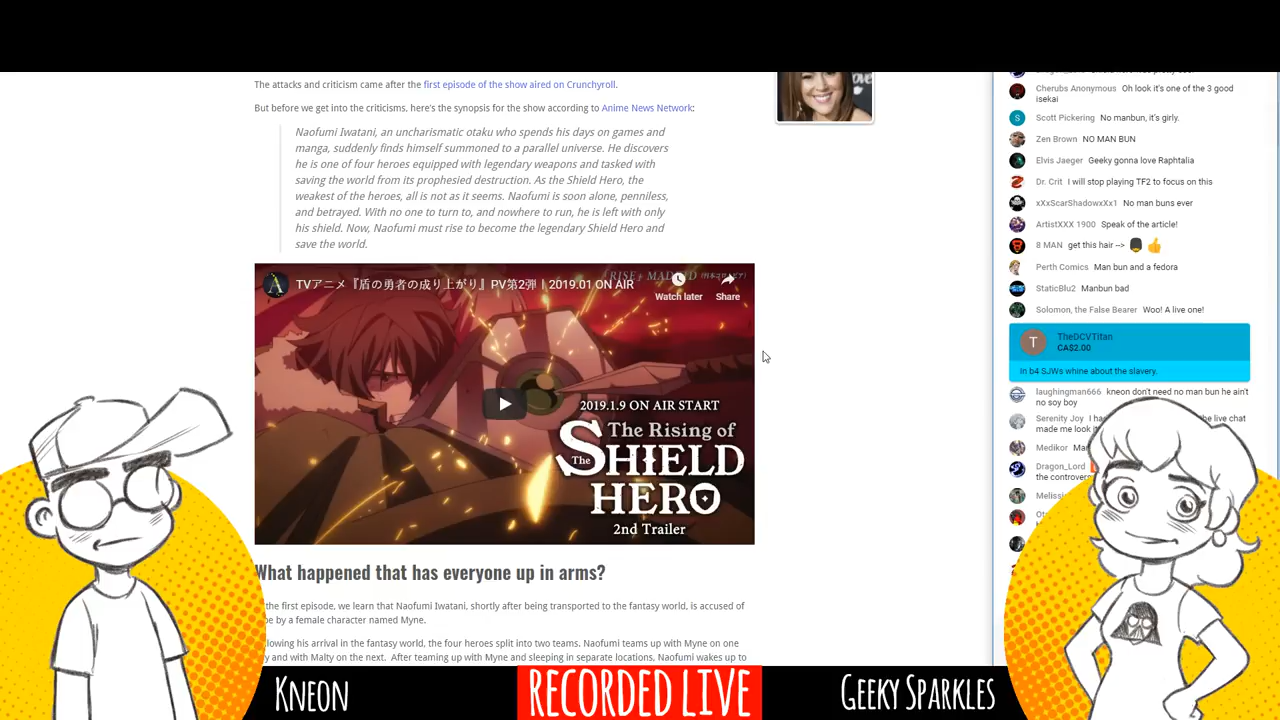 The attacks and criticism came after the first episode of the show aired on Crunchyroll.
But before we get into the criticisms, here's the synopsis for the show according to Anime News Network:
Naofumi Iwatani, an uncharismatic otaku who spends his days on games and
manga, suddenly finds himself summoned to a parallel universe. He discovers
he is one of four heroes equipped with legendary weapons and tasked with
saving the world from its prophesied destruction. As the Shield Hero, the
weakest of the heroes, all is not as it seems. Naofumi is soon alone, penniless,
and betrayed. With no one to turn to, and nowhere to run, he is left with only
his shield. Now, Naofumi must rise to become the legendary Shield Hero and
save the world.
TVアニメ『盾の勇者の成り上がり』PV第2弾 | 2019.01 ON AIR
Watch later
Share
2019.1.9 ON AIR START
The Rising of
The SHIELD
HERO
2nd Trailer
What happened that has everyone up in arms?
the first episode, we learn that Naofumi Iwatani, shortly after being transported to the fantasy world, is accused of
by a female character named Myne.
his arrival in the fantasy world, the four heroes split into two teams. Naofumi teams up with Myne on one
and with Malty on the next. After teaming up with Myne and sleeping in separate locations, Naofumi wakes up to
Cherubs Anonymous Oh look it's one of the 3 good
isekai
S Scott Pickering No manbun, it's girly.
Zen Brown NO MAN BUN
Elvis Jaeger Geeky gonna love Raphtalia
Dr. Crit I will stop playing TF2 to focus on this
xXxScarShadowxXx1 No man buns ever
ArtistXXX 1900 Speak of the article!
8 MAN get this hair -->
Perth Comics Man bun and a fedora
StaticBlu2 Manbun bad
Solomon, the False Bearer Woo! A live one!
T TheDCVTitan
CA$2.00
In b4 SJWs whine about the slavery.
laughingman666 kneon don't need no man bun he ain't
no soy boy
Serenity Joy I the live chat
made me look
Medikor
Dragon_Lord
the
KNEON
RECORDED LIVE
GEEKY SPARKLES